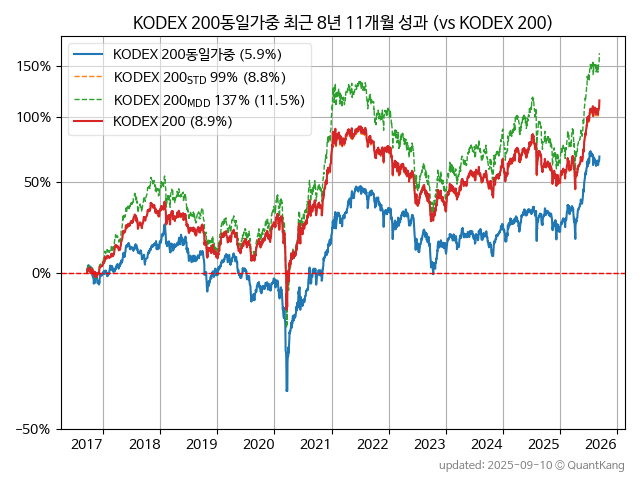 KODEX 200동일가중 최근 8년 11개월 성과 (vs KODEX 200)
KODEX 200동일가중 (5.9%)
KODEX 200STD 99% (8.8%)
KODEX 200MDD 137% (11.5%)
KODEX 200 (8.9%)
150%
100%
50%
0%
−50%
2017 2018 2019 2020 2021 2022 2023 2024 2025 2026
updated: 2025-09-10 © QuantKang